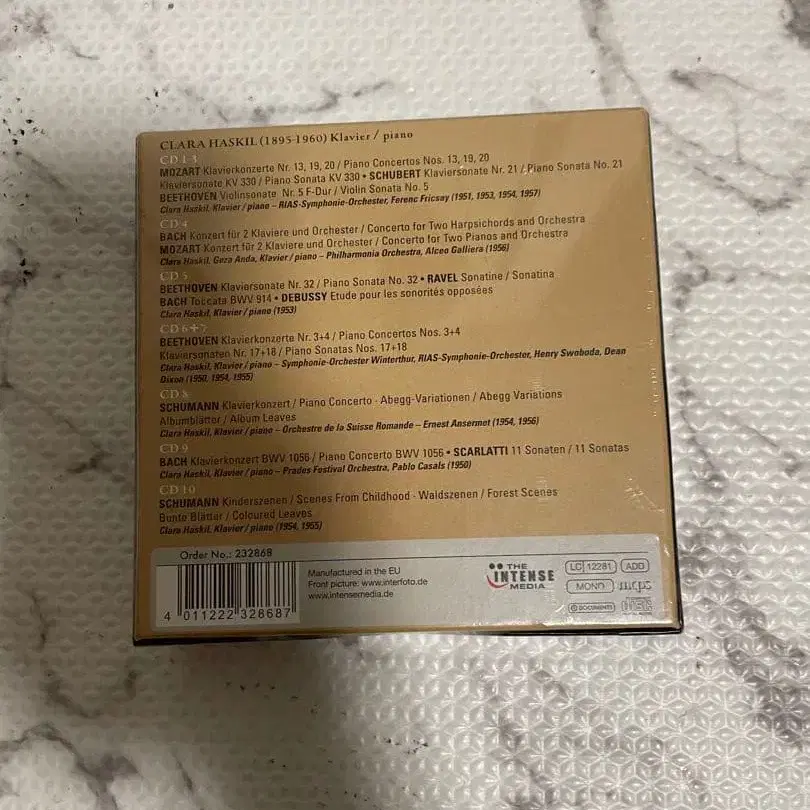 CLARA HASKIL (1895-1960) Klavier / piano
CD 1-3
MOZART Klavierkonzerte Nr. 13, 19, 20 / Piano Concertos Nos. 13, 19, 20
Klaviersonate KV 330 / Piano Sonata KV 330 • SCHUBERT Klaviersonate Nr. 21 / Piano Sonata No. 21
BEETHOVEN Violinsonate Nr. 5 F-Dur / Violin Sonata No. 5
Clara Haskil, Klavier / piano – RIAS-Symphonie-Orchester, Ferenc Fricsay (1951, 1953, 1954, 1957)
CD 4
BACH Konzert für 2 Klaviere und Orchester / Concerto for Two Harpsichords and Orchestra
MOZART Konzert für 2 Klaviere und Orchester / Concerto for Two Pianos and Orchestra
Clara Haskil, Geza Anda, Klavier / piano – Philharmonia Orchestra, Alceo Galliera (1956)
CD 5
BEETHOVEN Klaviersonate Nr. 32 / Piano Sonata No. 32 • RAVEL Sonatine / Sonatina
BACH Toccata BWV 914 • DEBUSSY Etude pour les sonorités opposées
Clara Haskil, Klavier / piano (1953)
CD 6+7
BEETHOVEN Klavierkonzerte Nr. 3+4 / Piano Concertos Nos. 3+4
Klaviersonaten Nr. 17+18 / Piano Sonatas Nos. 17+18
Clara Haskil, Klavier / piano – Symphonie-Orchester Winterthur, RIAS-Symphonie-Orchester, Henry Swoboda, Dean
Dixon (1950, 1954, 1955)
CD 8
SCHUMANN Klavierkonzert / Piano Concerto · Abegg-Variationen / Abegg Variations
Albumblätter / Album Leaves
Clara Haskil, Klavier / piano – Orchestre de la Suisse Romande – Ernest Ansermet (1954, 1956)
CD 9
BACH Klavierkonzert BWV 1056 / Piano Concerto BWV 1056 • SCARLATTI 11 Sonaten / 11 Sonatas
Clara Haskil, Klavier / piano – Prades Festival Orchestra, Pablo Casals (1950)
CD 10
SCHUMANN Kinderszenen / Scenes From Childhood · Waldszenen / Forest Scenes
Bunte Blätter / Coloured Leaves
Clara Haskil, Klavier / piano (1954, 1955)
Order No.: 232868
4 011222 328687
Manufactured in the EU
Front picture: www.interfoto.de
www.intensemedia.de
THE
INTENSE
MEDIA
LC 12281 ADD
MONO
DOCUMENTS